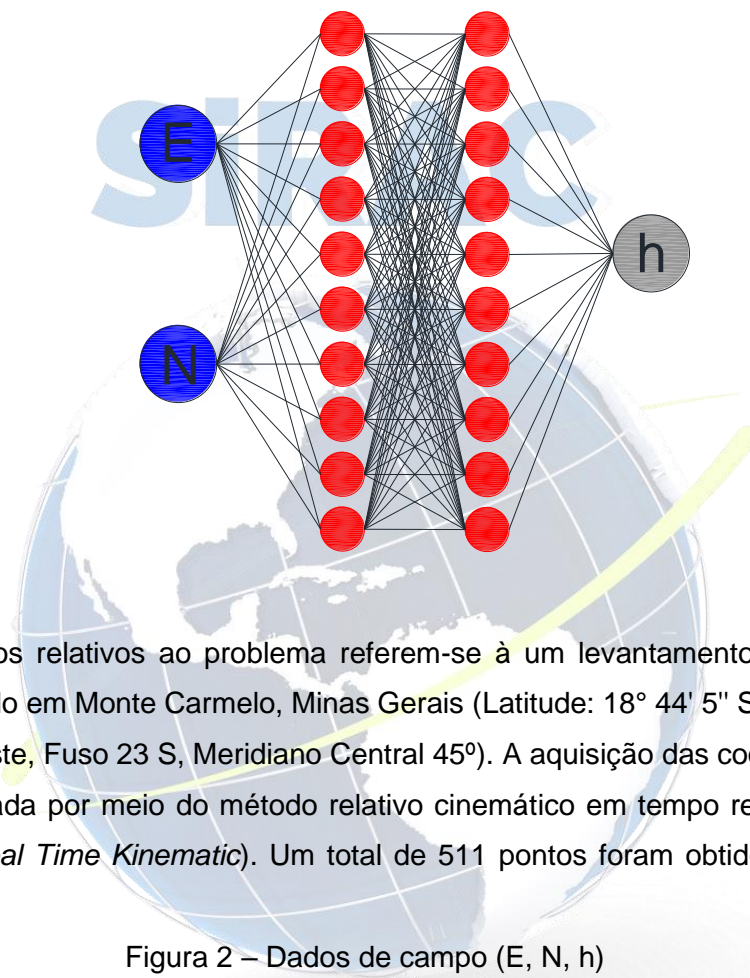 SIRAC
E
h
N
os relativos ao problema referem-se à um levantamento
do em Monte Carmelo, Minas Gerais (Latitude: 18° 44' 5" S
ste, Fuso 23 S, Meridiano Central 45º). A aquisição das coo
ada por meio do método relativo cinemático em tempo re
al Time Kinematic). Um total de 511 pontos foram obtid
Figura 2 – Dados de campo (E, N, h)